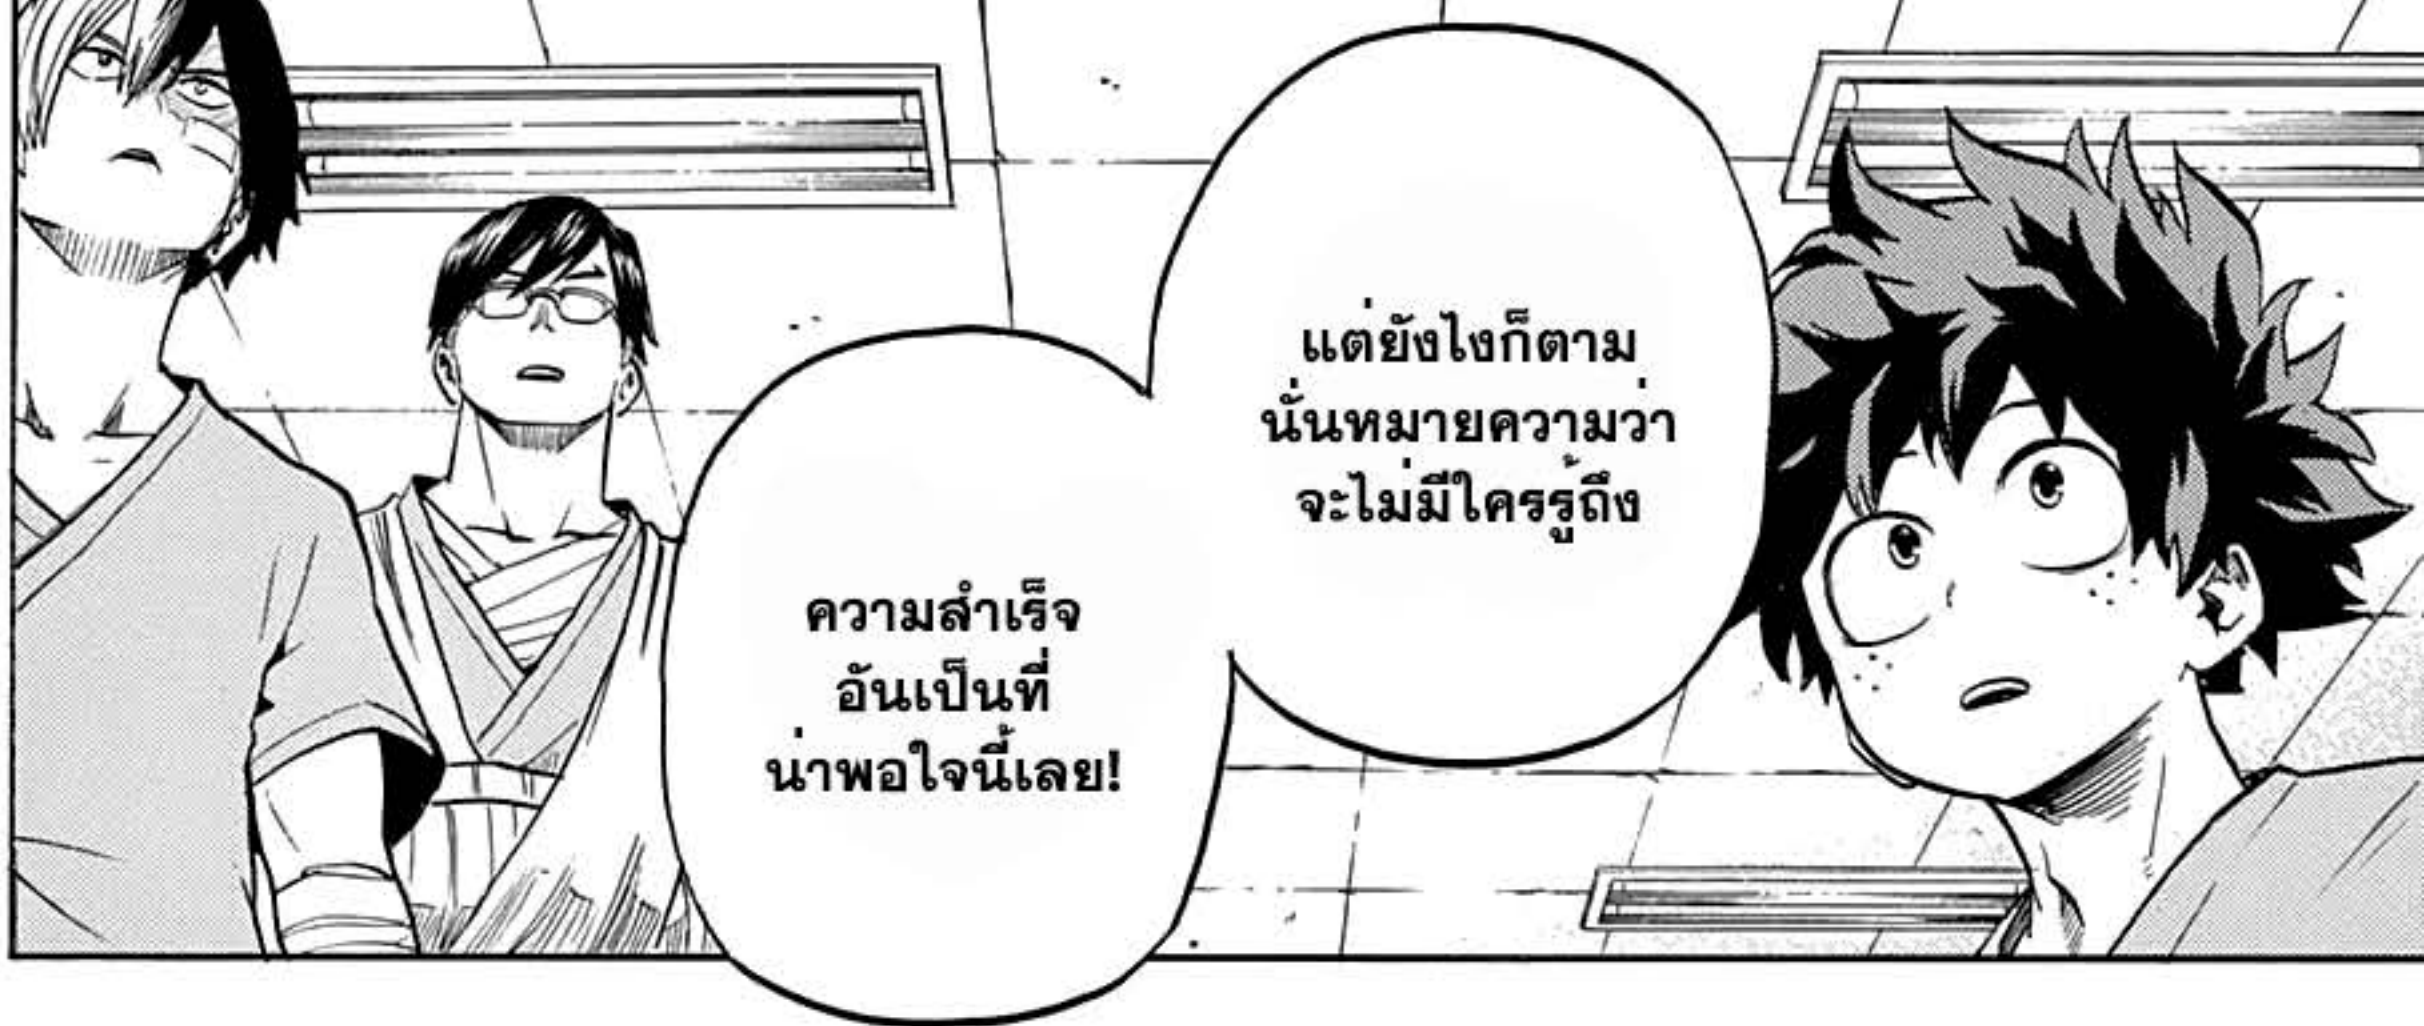 แต่ยังไงก็ตาม
นั่นหมายความว่า
จะไม่มีใครรู้ถึง
ความสำเร็จ
อันเป็นที่
น่าพอใจนี้เลย!